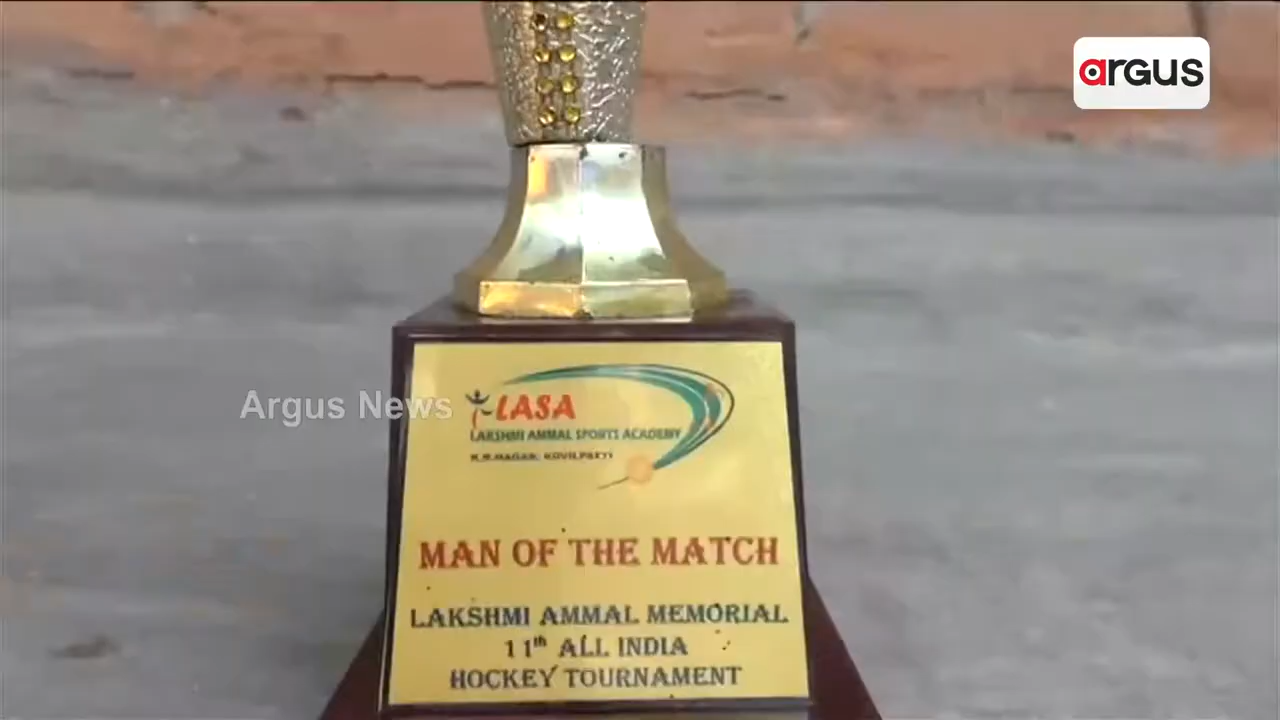 argus
Argus News
LASA
LAKSHMI AMMAL SPORTS ACADEMY
K.R.NAGAR, KOVILPATTI
MAN OF THE MATCH
LAKSHMI AMMAL MEMORIAL
11th ALL INDIA
HOCKEY TOURNAMENT